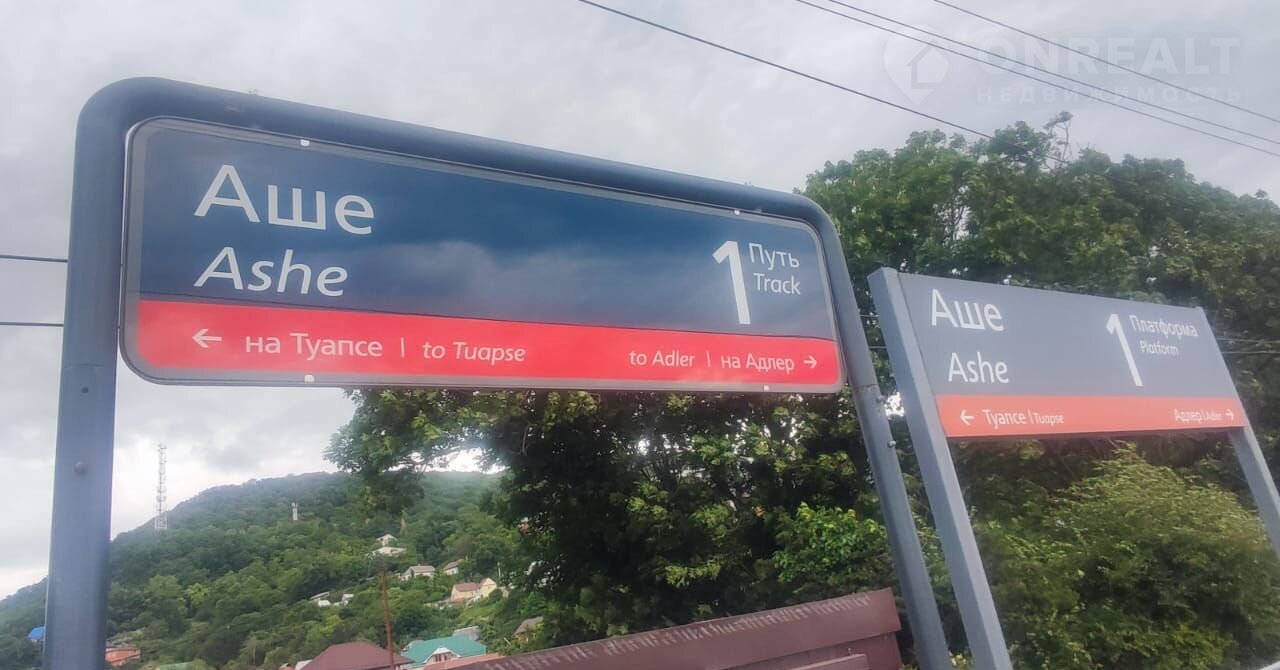 ONREALT
НЕДВИЖИМОСТЬ
Аше
Ashe
1 Путь
Track
← на Туапсе | to Tuapse
to Adler | на Адлер →
Аше
Ashe
1 Платформа
Platform
← Туапсе | Tuapse
Адлер | Adler →